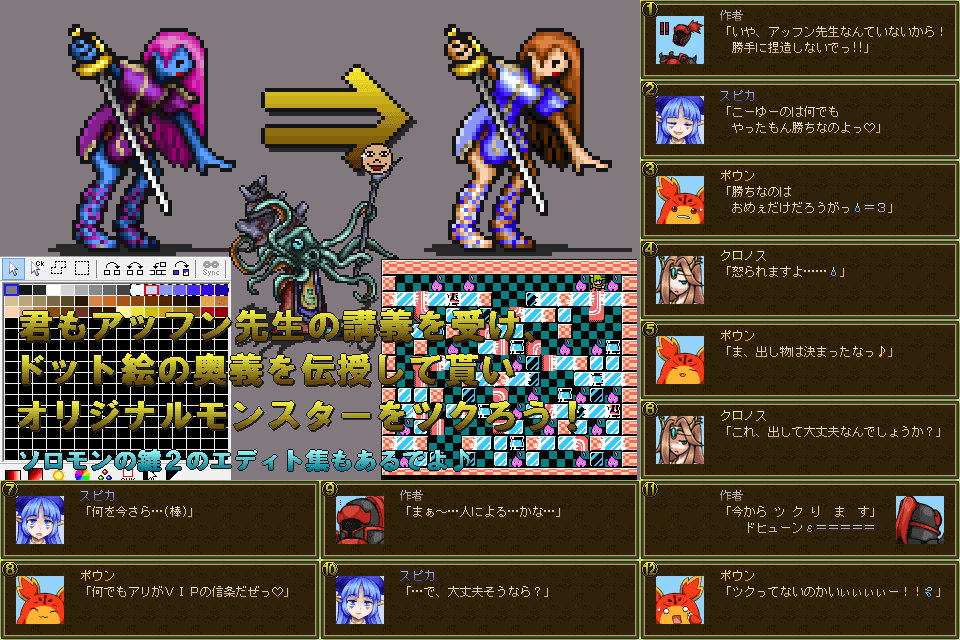 君もアッフン先生の講義を受け
ドット絵の奥義を伝授して貰い
オリジナルモンスターをツクろう！
ソロモンの鍵２のエディト集もあるでよ♪
Sync
①
作者
「いや、アッフン先生なんていないから！
勝手に捏造しないでっ!!」
②
スピカ
「こーゆーのは何でも
やったもん勝ちなのよっ♡」
③
ボウン
「勝ちなのは
おめぇだけだろうがっ💧＝３」
④
クロノス
「怒られますよ……💧」
⑤
ボウン
「ま、出し物は決まったなっ♪」
⑥
クロノス
「これ、出して大丈夫なんでしょうか？」
⑦
スピカ
「何を今さら…(棒)」
⑧
ボウン
「何でもアリがＶＩＰの信条だぜっ♡」
⑨
作者
「まぁ～…人による…かな…」
⑩
スピカ
「…で、大丈夫そうなら？」
⑪
作者
「今から ツ ク り　ま　す」
ドヒューン💧＝＝＝＝＝
⑫
ボウン
「ツクってないのかいぃぃぃぃー！！💦」